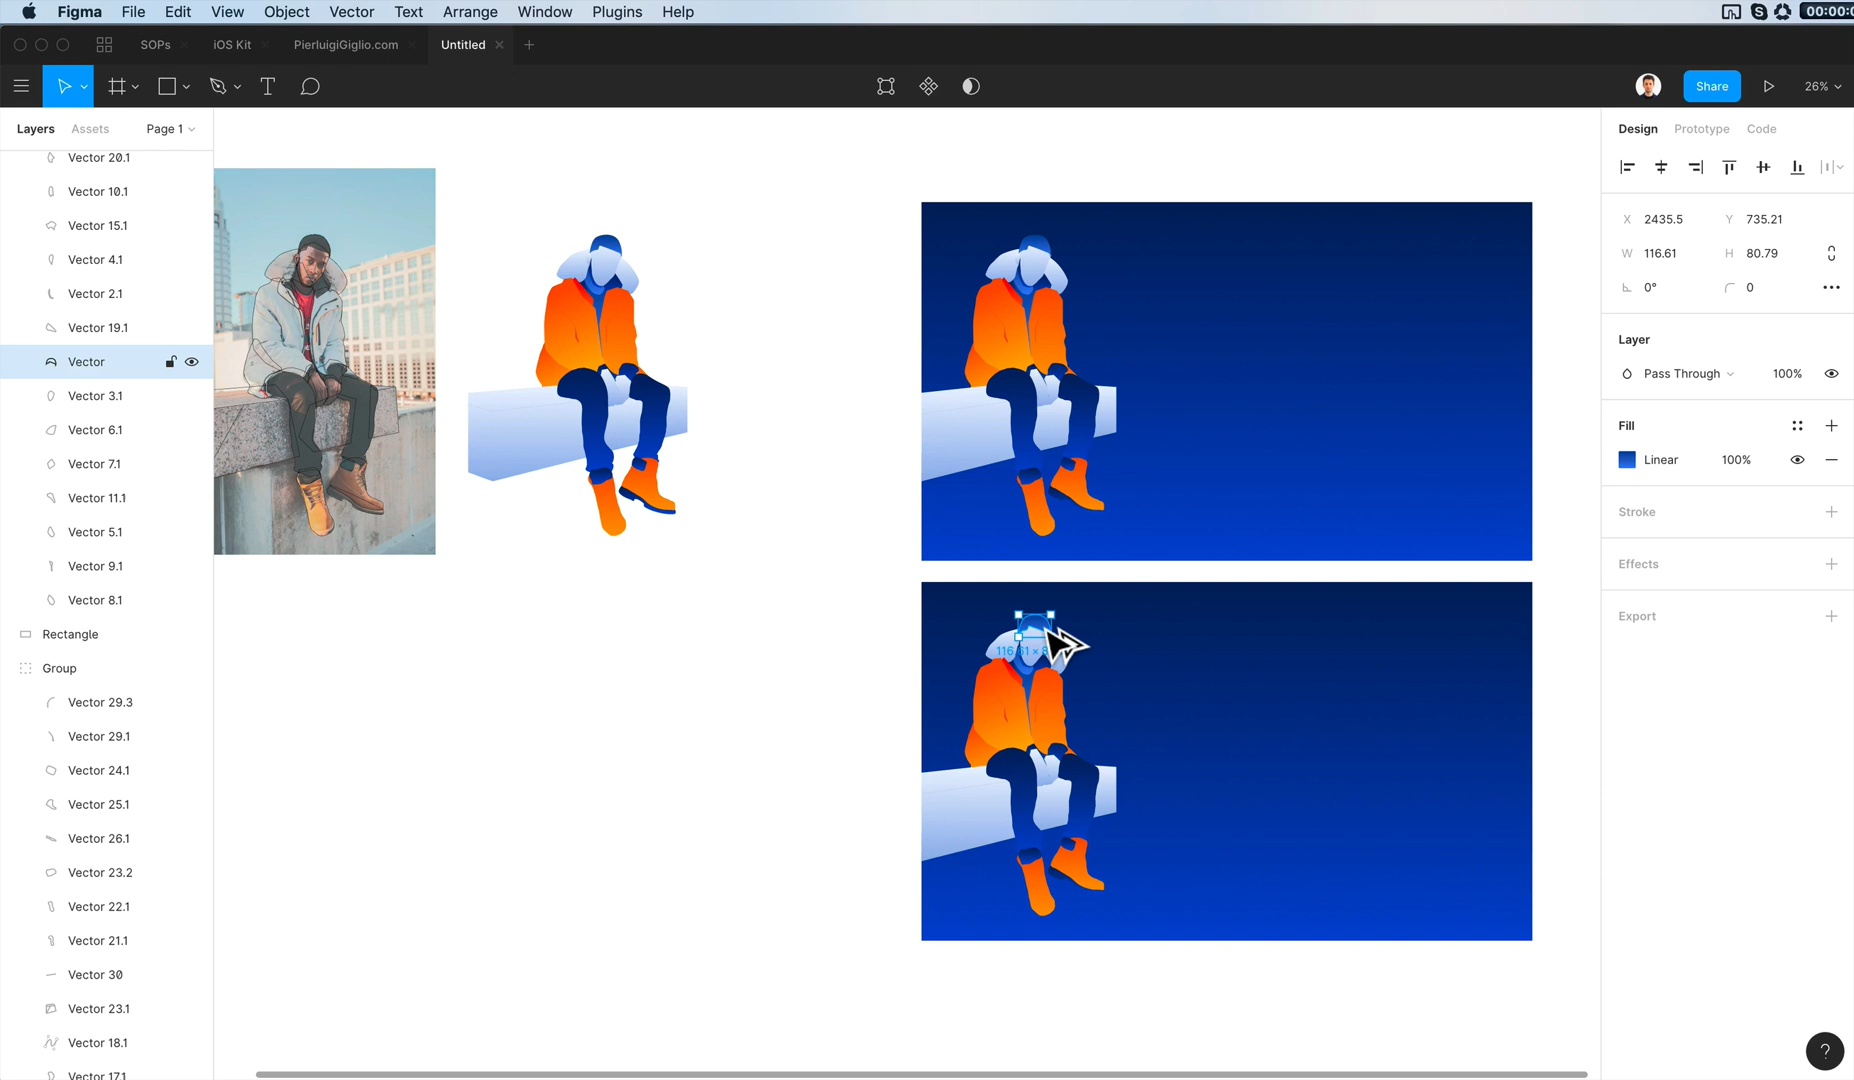 Figma File Edit View Object Vector Text Arrange Window Plugins Help
SOPs iOS Kit PierluigiGiglio.com Untitled
Share 26%
Layers Assets Page 1
Vector 20.1
Vector 10.1
Vector 15.1
Vector 4.1
Vector 2.1
Vector 19.1
Vector
Vector 3.1
Vector 6.1
Vector 7.1
Vector 11.1
Vector 5.1
Vector 9.1
Vector 8.1
Rectangle
Group
Vector 29.3
Vector 29.1
Vector 24.1
Vector 25.1
Vector 26.1
Vector 23.2
Vector 22.1
Vector 21.1
Vector 30
Vector 23.1
Vector 18.1
Vector 17.1
Design Prototype Code
X 2435.5 Y 735.21
W 116.61 H 80.79
0° 0
Layer
Pass Through 100%
Fill
Linear 100%
Stroke
Effects
Export
?